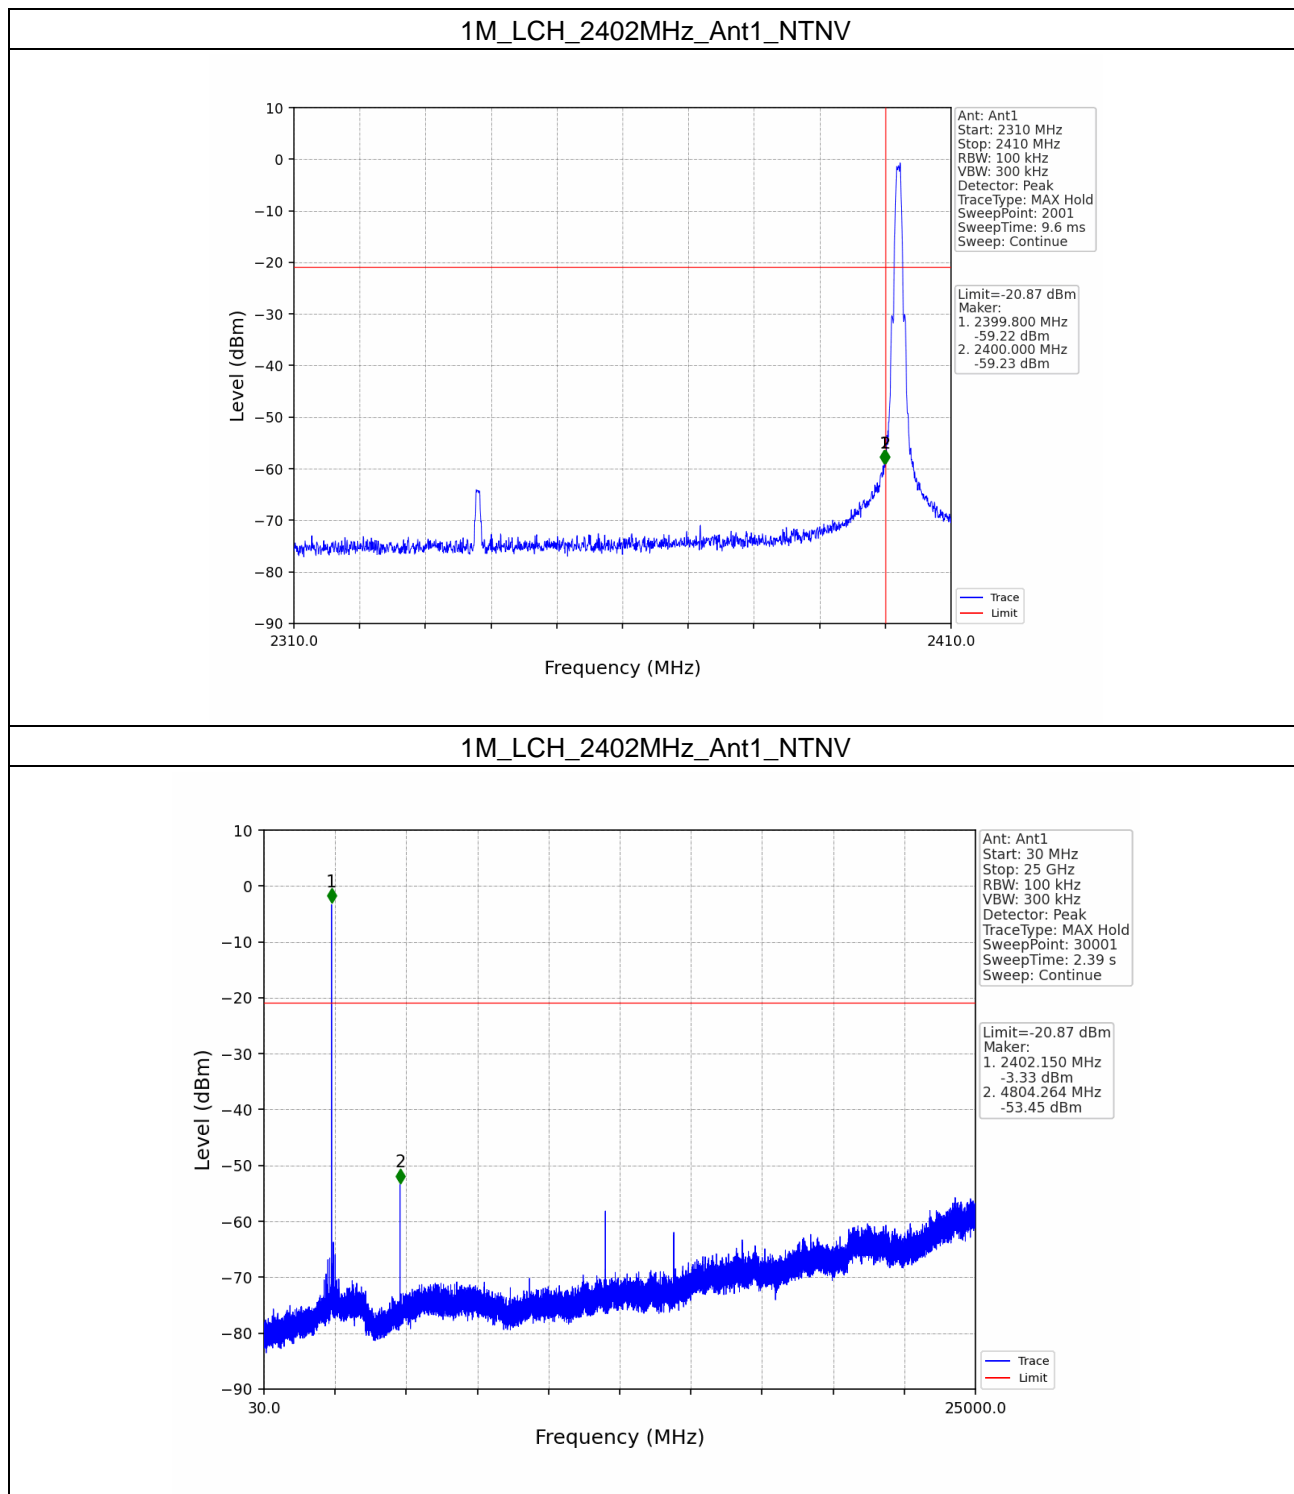 1M_LCH_2402MHz_Ant1_NTNV
10
0
−10
−20
−30
−40
−50
−60
−70
−80
−90
Level (dBm)
2310.0
2410.0
Frequency (MHz)
1
2
Ant: Ant1
Start: 2310 MHz
Stop: 2410 MHz
RBW: 100 kHz
VBW: 300 kHz
Detector: Peak
TraceType: MAX Hold
SweepPoint: 2001
SweepTime: 9.6 ms
Sweep: Continue
Limit=-20.87 dBm
Maker:
1. 2399.800 MHz
-59.22 dBm
2. 2400.000 MHz
-59.23 dBm
Trace
Limit
1M_LCH_2402MHz_Ant1_NTNV
10
0
−10
−20
−30
−40
−50
−60
−70
−80
−90
Level (dBm)
30.0
25000.0
Frequency (MHz)
1
2
Ant: Ant1
Start: 30 MHz
Stop: 25 GHz
RBW: 100 kHz
VBW: 300 kHz
Detector: Peak
TraceType: MAX Hold
SweepPoint: 30001
SweepTime: 2.39 s
Sweep: Continue
Limit=-20.87 dBm
Maker:
1. 2402.150 MHz
-3.33 dBm
2. 4804.264 MHz
-53.45 dBm
Trace
Limit